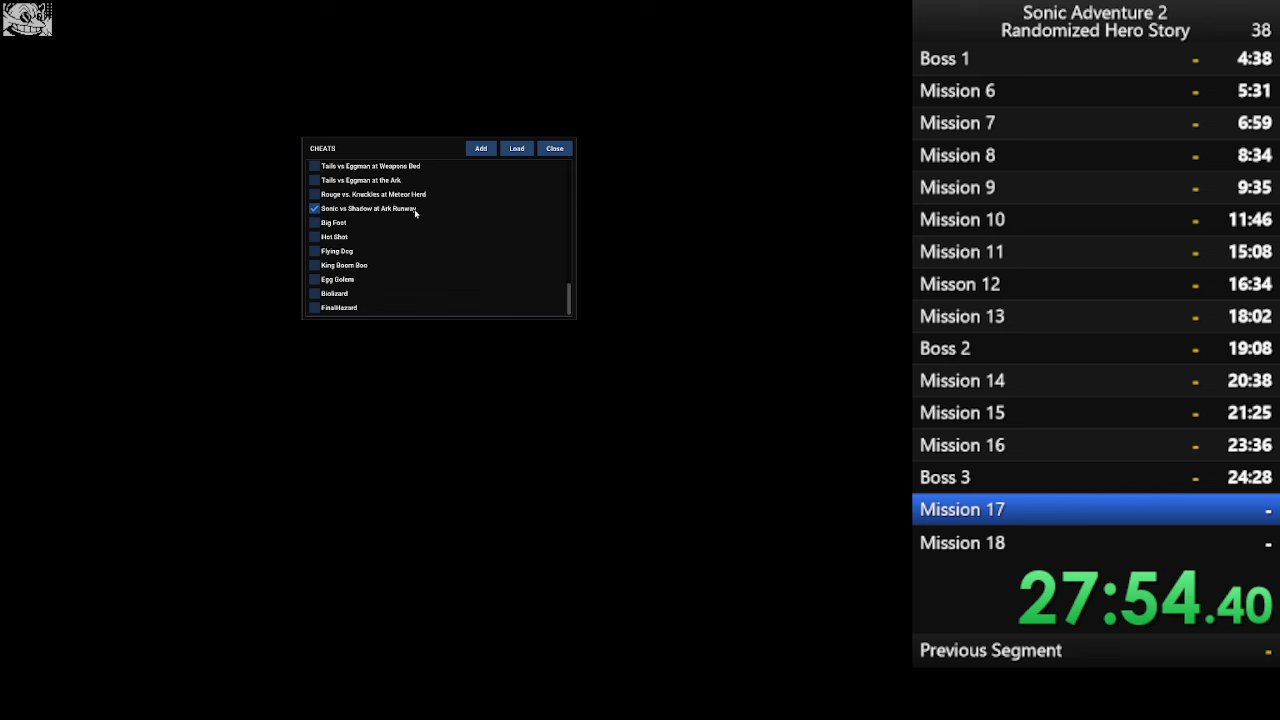 CHEATS Add Load Close
Tails vs Eggman at Weapons Bed
Tails vs Eggman at the Ark
Rouge vs. Knuckles at Meteor Herd
Sonic vs Shadow at Ark Runway
Big Foot
Hot Shot
Flying Dog
King Boom Boo
Egg Golem
Biolizard
FinalHazard
Sonic Adventure 2
Randomized Hero Story 38
Boss 1 - 4:38
Mission 6 - 5:31
Mission 7 - 6:59
Mission 8 - 8:34
Mission 9 - 9:35
Mission 10 - 11:46
Mission 11 - 15:08
Misson 12 - 16:34
Mission 13 - 18:02
Boss 2 - 19:08
Mission 14 - 20:38
Mission 15 - 21:25
Mission 16 - 23:36
Boss 3 - 24:28
Mission 17 -
Mission 18 -
27:54.40
Previous Segment -